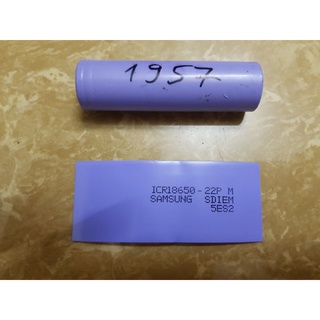 1957
ICR18650-22P M
SAMSUNG SDIEM
5ES2